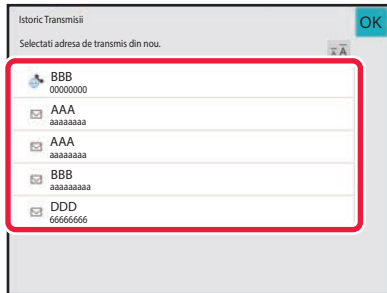 Istoric Transmisii
OK
Selectati adresa de transmis din nou.
BBB
00000000
AAA
aaaaaaaa
AAA
aaaaaaaa
BBB
aaaaaaaaa
DDD
66666666